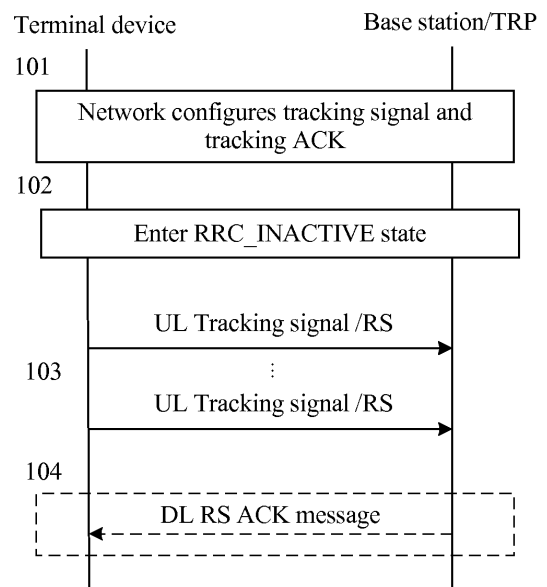 Terminal device
Base station/TRP
101
Network configures tracking signal and
tracking ACK
102
Enter RRC_INACTIVE state
UL Tracking signal /RS
103
UL Tracking signal /RS
104
DL RS ACK message